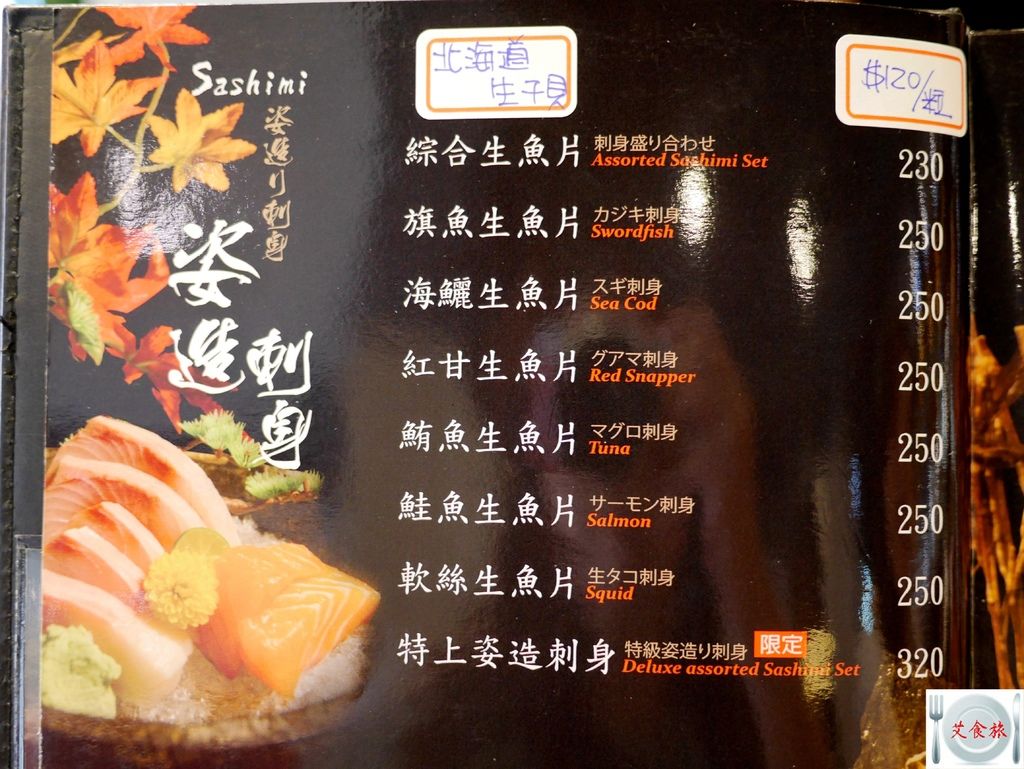 Sashimi
姿造り刺身
姿造刺身
北海道
生干貝
$120/粒
綜合生魚片 刺身盛り合わせ 230
Assorted Sashimi Set
旗魚生魚片 カジキ刺身 250
Swordfish
海鱺生魚片 スギ刺身 250
Sea Cod
紅甘生魚片 グアマ刺身 250
Red Snapper
鮪魚生魚片 マグロ刺身 250
Tuna
鮭魚生魚片 サーモン刺身 250
Salmon
軟絲生魚片 生タコ刺身 250
Squid
特上姿造刺身 特級姿造り刺身 限定 320
Deluxe assorted Sashimi Set
艾食旅